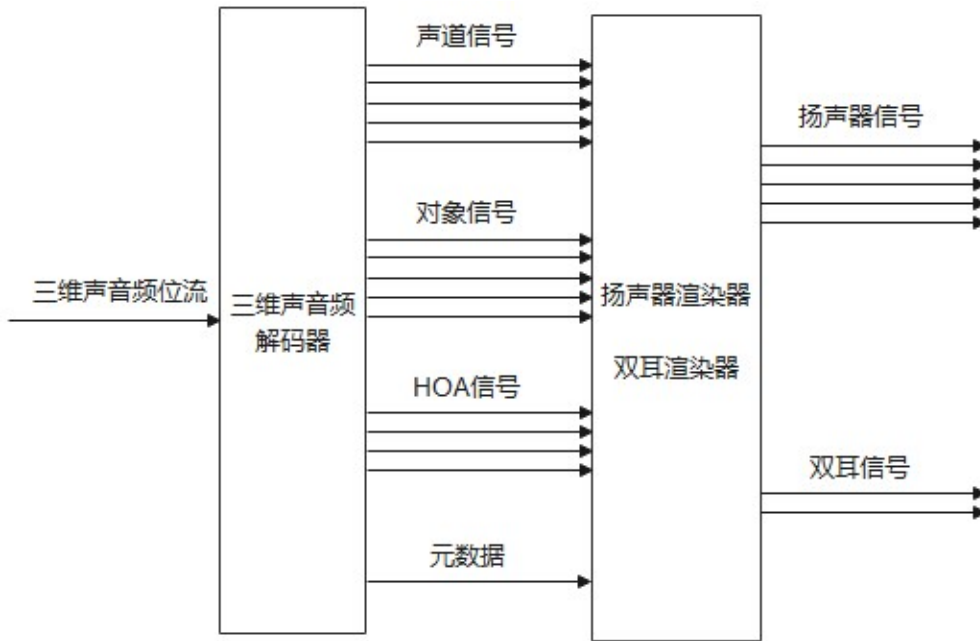 声道信号
扬声器信号
对象信号
三维声音频位流
三维声音频
解码器
扬声器渲染器
双耳渲染器
HOA信号
双耳信号
元数据